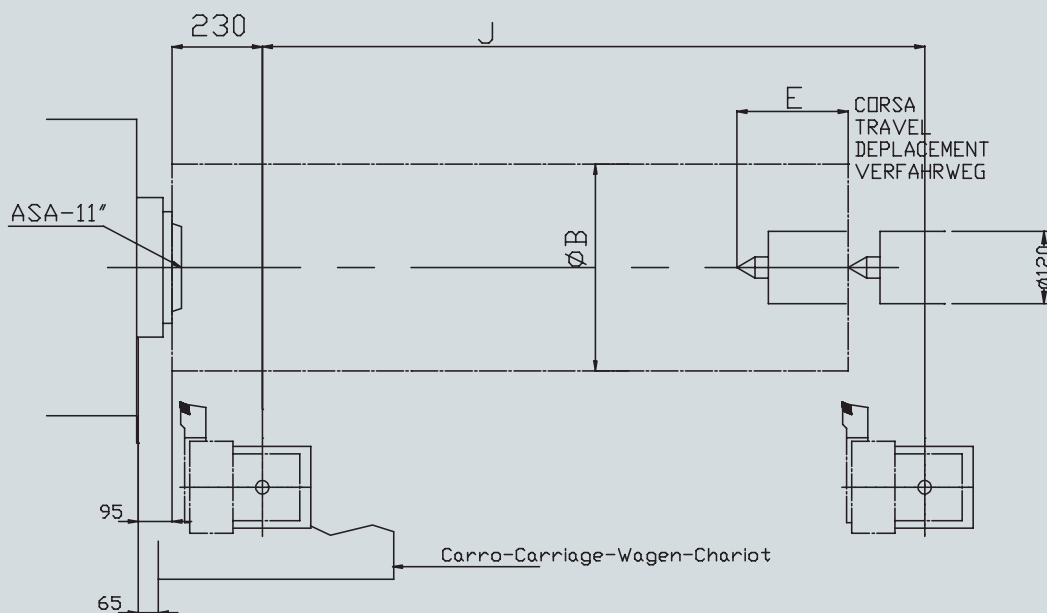 230
J
E
CORSA
TRAVEL
DEPLACEMENT
VERFAHRWEG
ASA-11"
ØB
Ø120
95
Carro-Carriage-Wagen-Chariot
65